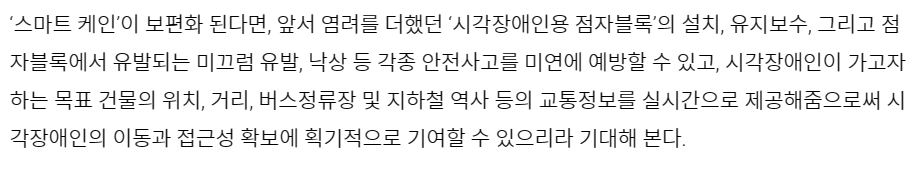 ‘스마트 케인’이 보편화 된다면, 앞서 염려를 더했던 ‘시각장애인용 점자블록’의 설치, 유지보수, 그리고 점
자블록에서 유발되는 미끄럼 유발, 낙상 등 각종 안전사고를 미연에 예방할 수 있고, 시각장애인이 가고자
하는 목표 건물의 위치, 거리, 버스정류장 및 지하철 역사 등의 교통정보를 실시간으로 제공해줌으로써 시
각장애인의 이동과 접근성 확보에 획기적으로 기여할 수 있으리라 기대해 본다.